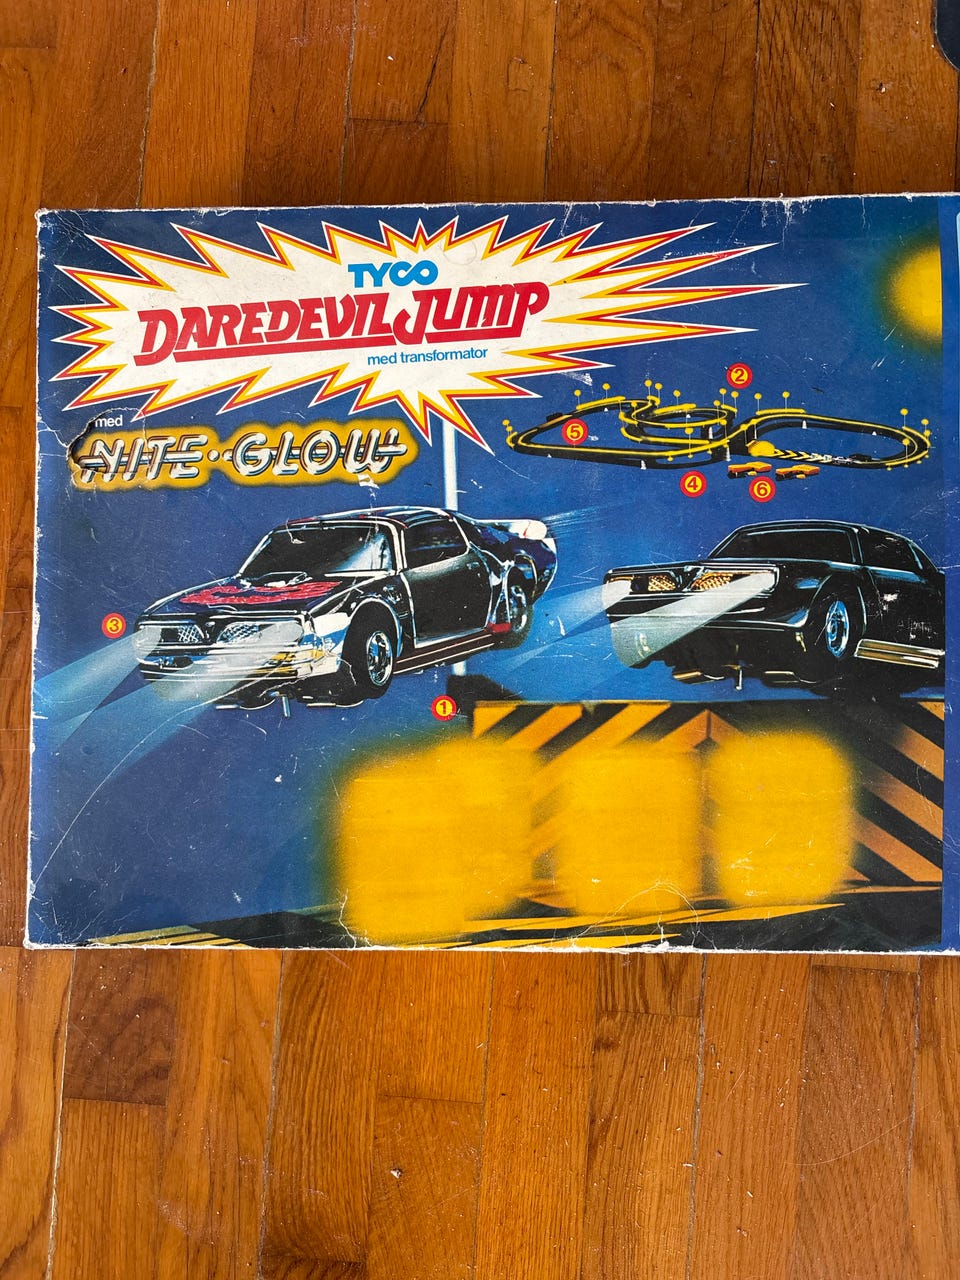 TYCO
DAREDEVIL JUMP
med transformator
med
NITE··GLOW
2
5
4
6
3
1